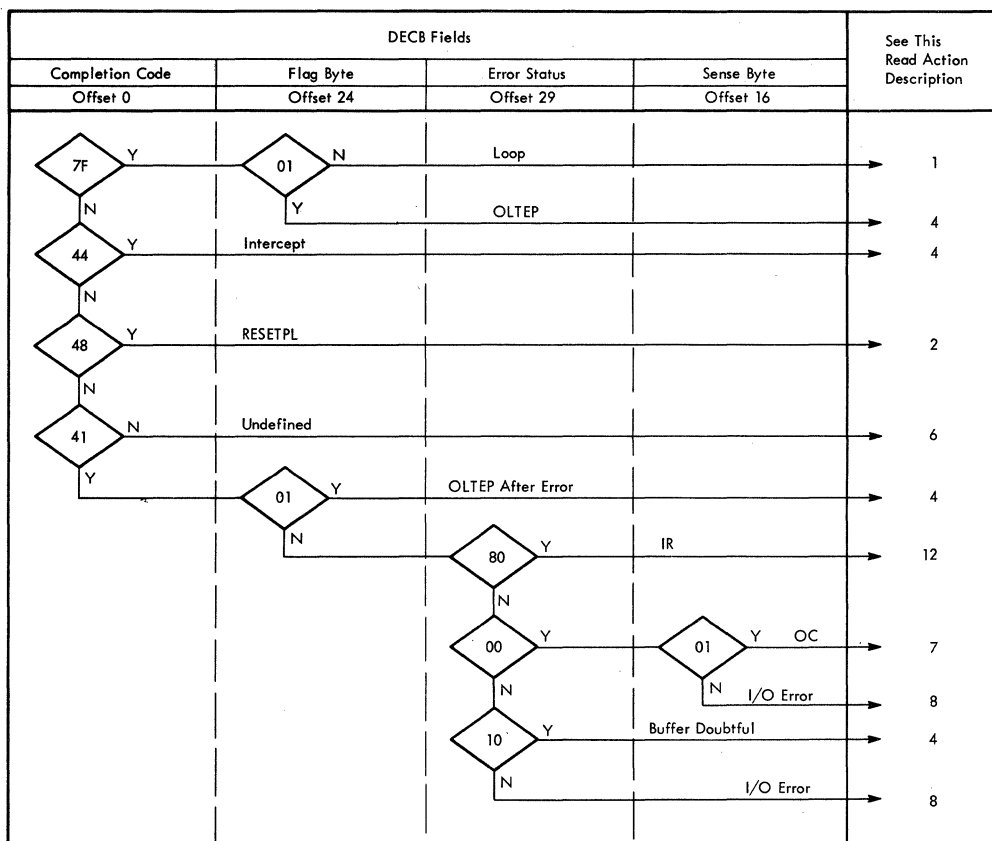 DECB Fields
See This
Read Action
Description
Completion Code Flag Byte Error Status Sense Byte
Offset 0 Offset 24 Offset 29 Offset 16
7F Y 01 N Loop 1
N Y OLTEP 4
44 Y Intercept 4
N
48 Y RESETPL 2
N
41 N Undefined 6
Y
01 Y OLTEP After Error 4
N
80 Y IR 12
N
00 Y 01 Y OC 7
N N I/O Error 8
10 Y Buffer Doubtful 4
N I/O Error 8